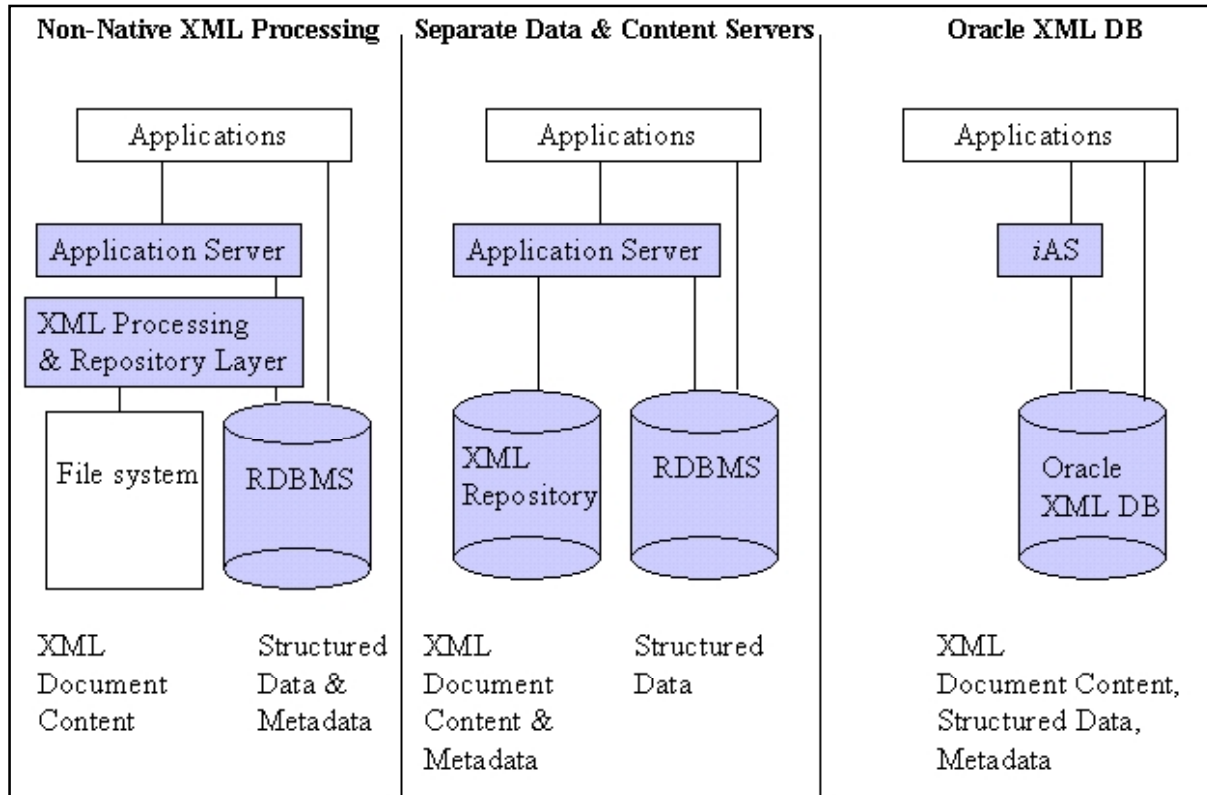 Non-Native XML Processing
Applications
Application Server
XML Processing
& Repository Layer
File system
RDBMS
XML
Document
Content
Structured
Data &
Metadata
Separate Data & Content Servers
Applications
Application Server
XML
Repository
RDBMS
XML
Document
Content &
Metadata
Structured
Data
Oracle XML DB
Applications
iAS
Oracle
XML DB
XML
Document Content,
Structured Data,
Metadata